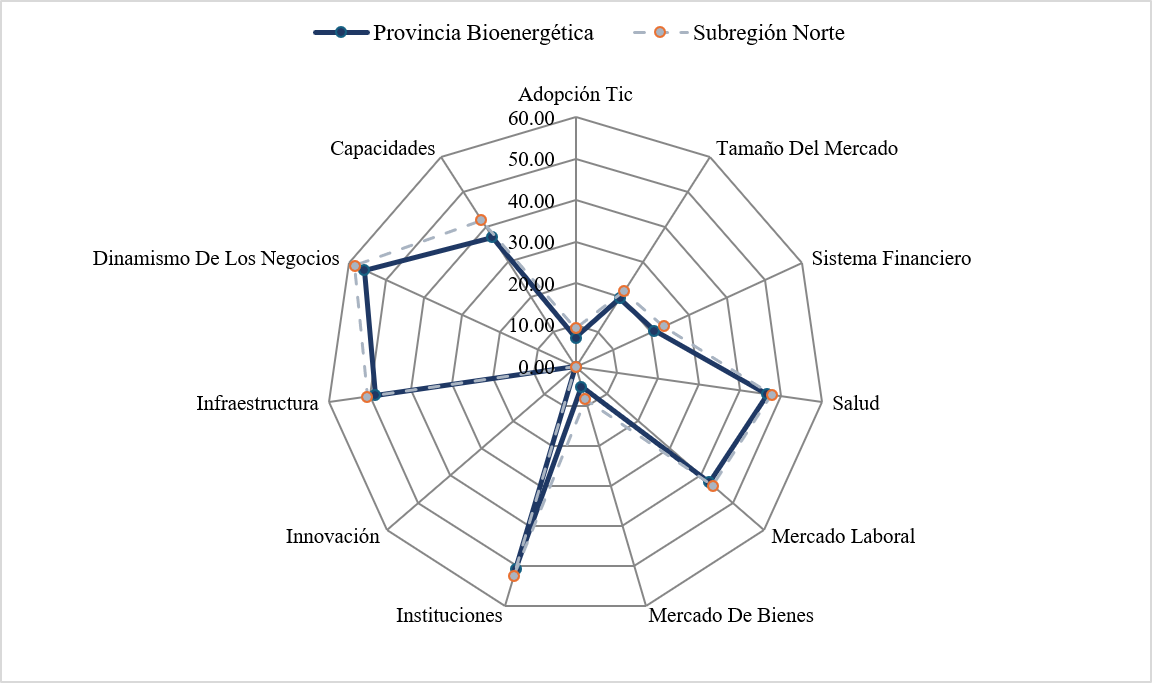 Provincia Bioenergética
Subregión Norte
Adopción Tic
60.00
50.00
40.00
30.00
20.00
10.00
0.00
Capacidades
Tamaño Del Mercado
Dinamismo De Los Negocios
Sistema Financiero
Infraestructura
Salud
Innovación
Mercado Laboral
Instituciones
Mercado De Bienes